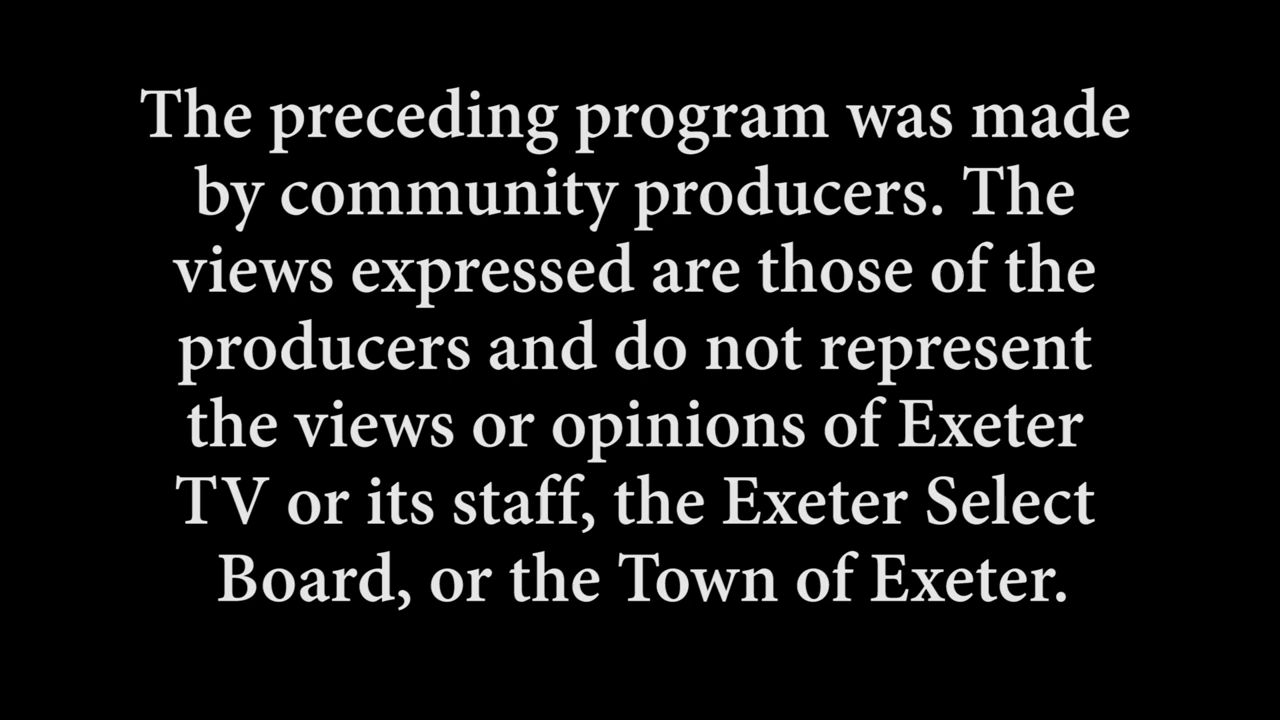 The preceding program was made
by community producers. The
views expressed are those of the
producers and do not represent
the views or opinions of Exeter
TV or its staff, the Exeter Select
Board, or the Town of Exeter.